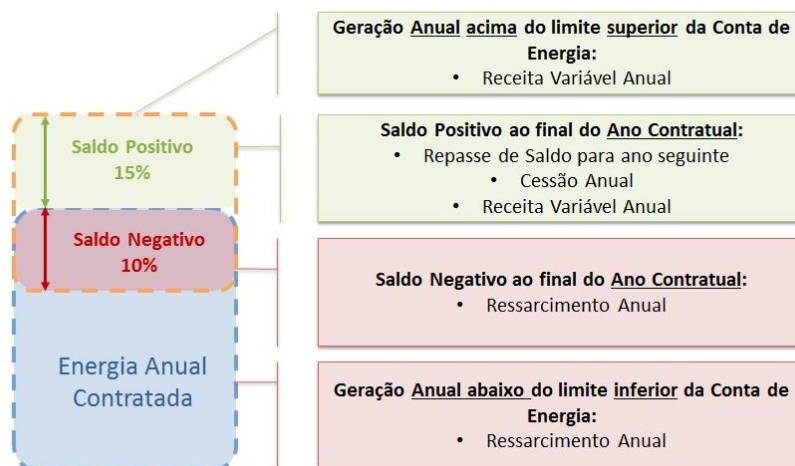 Geração Anual acima do limite superior da Conta de
Energia:
• Receita Variável Anual
Saldo Positivo
15%
Saldo Positivo ao final do Ano Contratual:
• Repasse de Saldo para ano seguinte
• Cessão Anual
• Receita Variável Anual
Saldo Negativo
10%
Saldo Negativo ao final do Ano Contratual:
• Ressarcimento Anual
Energia Anual
Contratada
Geração Anual abaixo do limite inferior da Conta de
Energia:
• Ressarcimento Anual